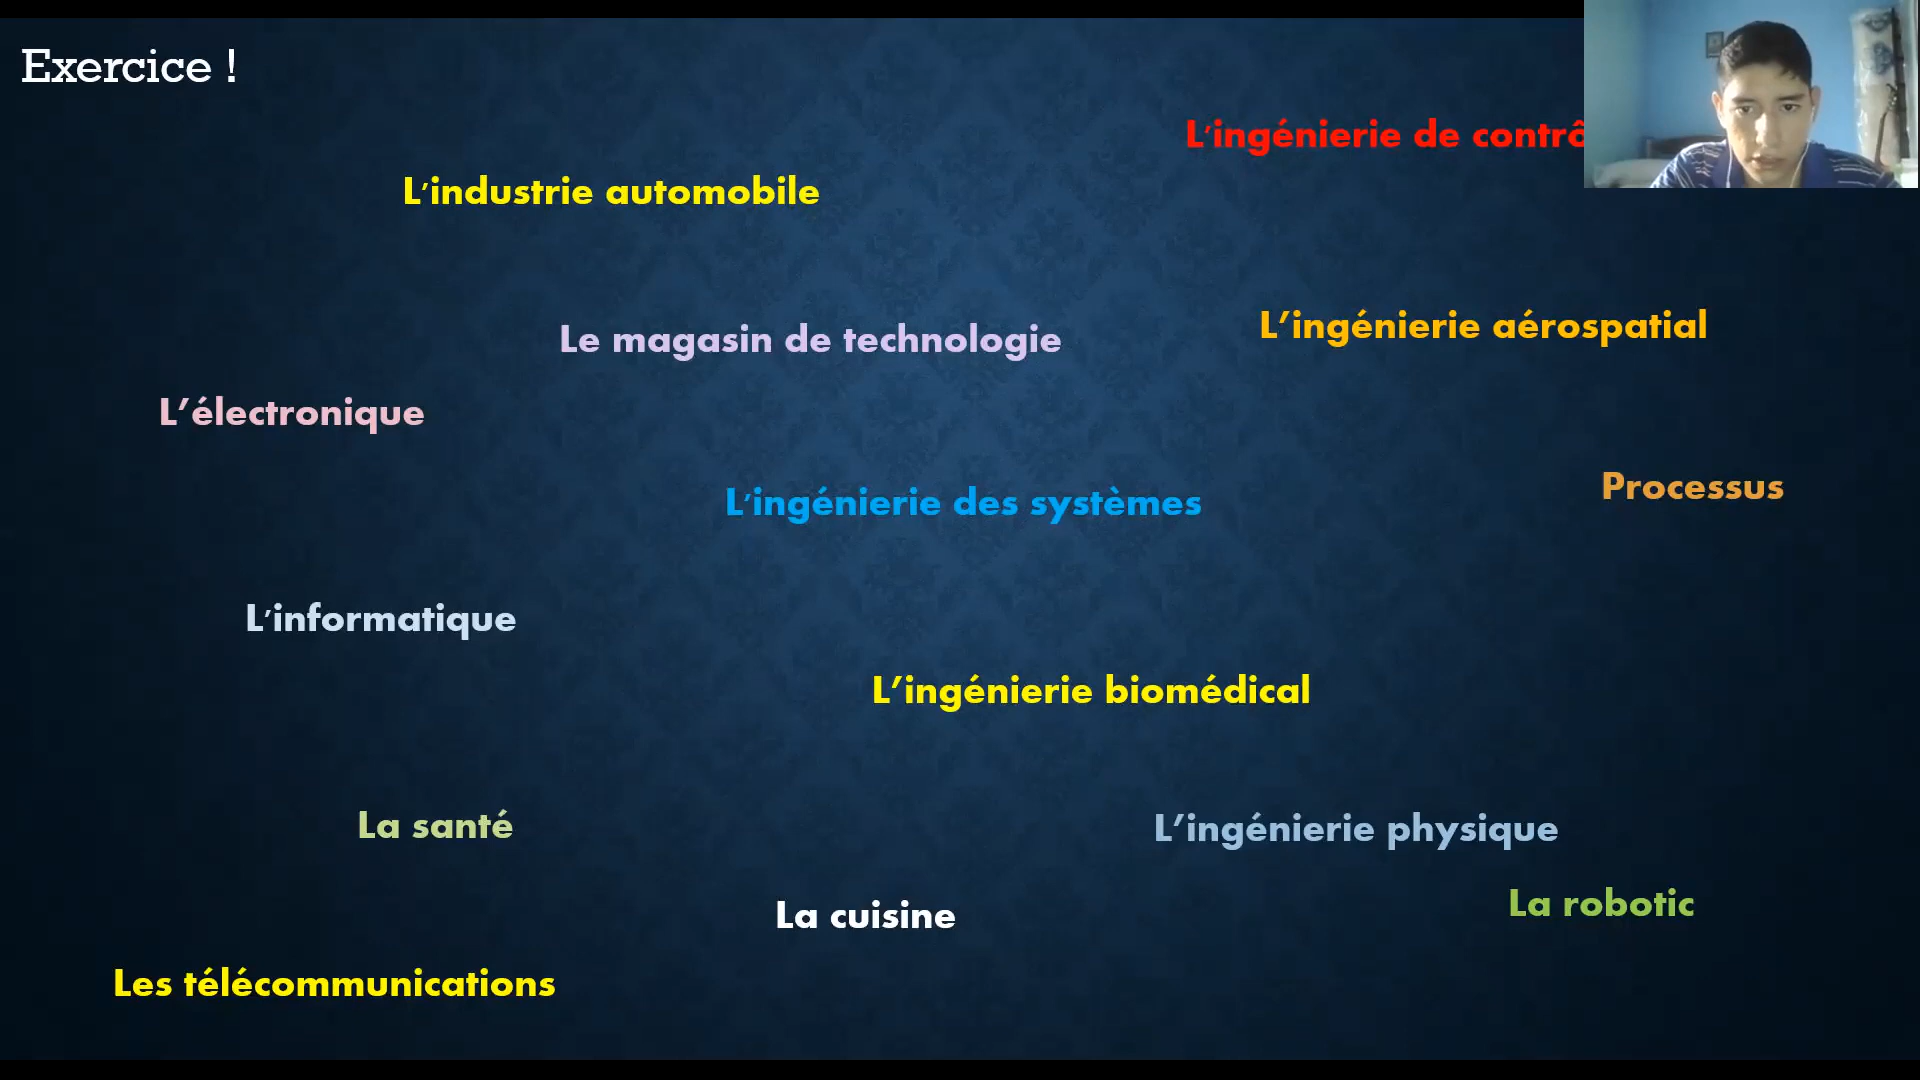 Exercice !
L'ingénierie de contrô
L'industrie automobile
L'ingénierie aérospatial
Le magasin de technologie
L'électronique
Processus
L'ingénierie des systèmes
L'informatique
L'ingénierie biomédical
La santé
L'ingénierie physique
La robotic
La cuisine
Les télécommunications